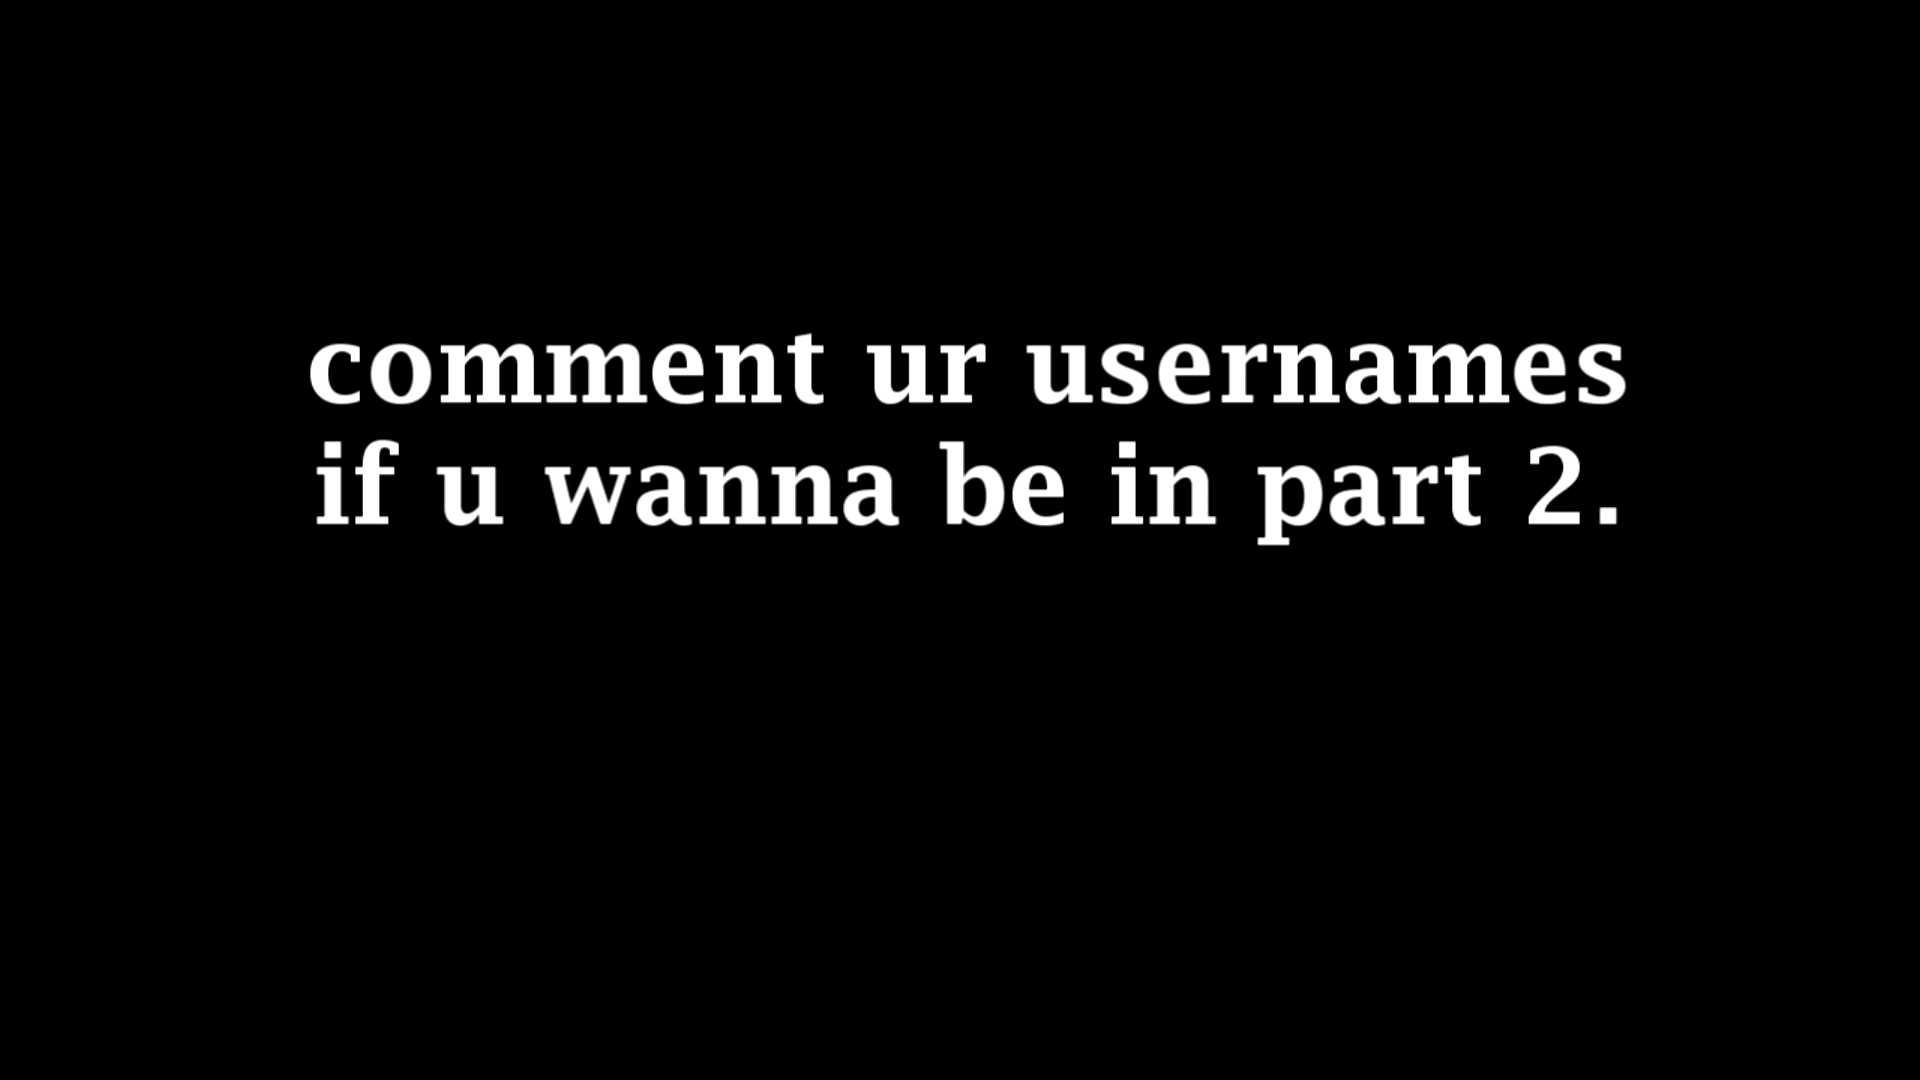 comment ur usernames
if u wanna be in part 2.